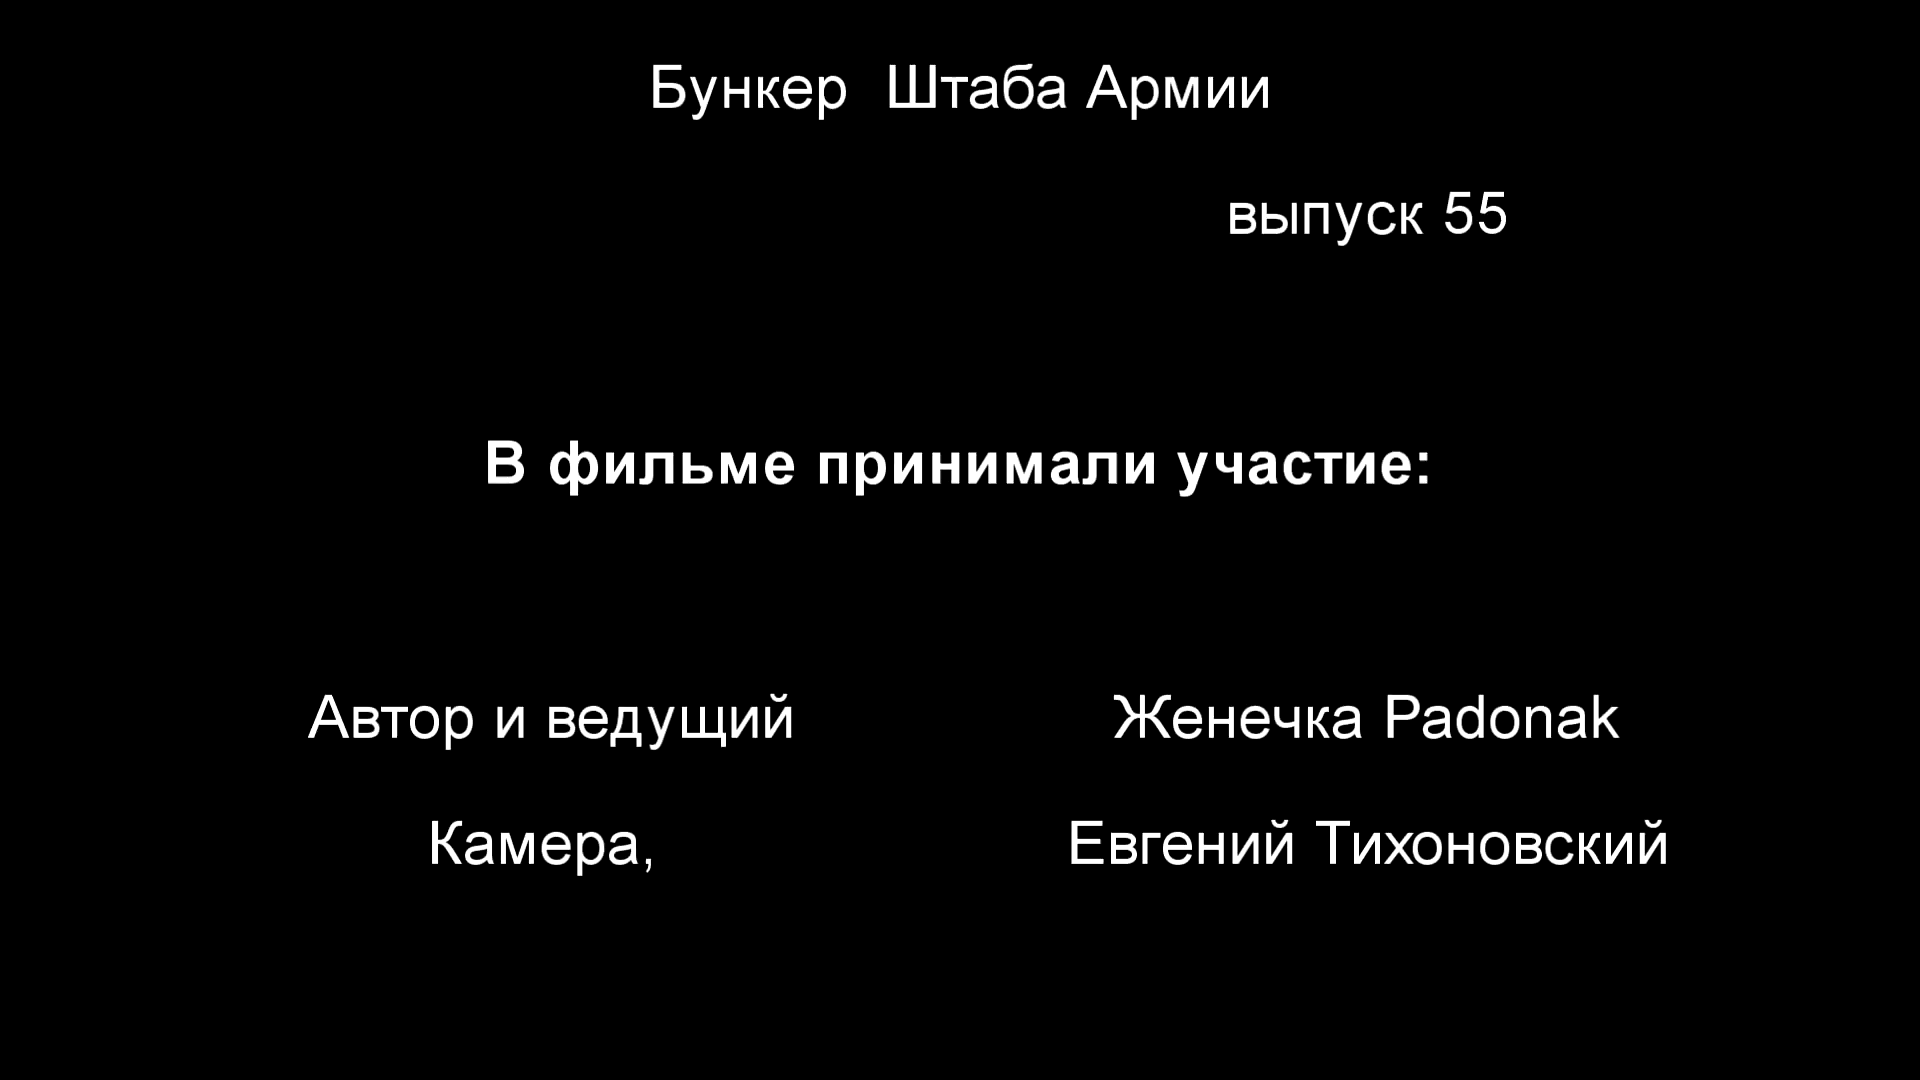 Бункер Штаба Армии
выпуск 55
В фильме принимали участие:
Автор и ведущий Женечка Padonak
Камера, Евгений Тихоновский